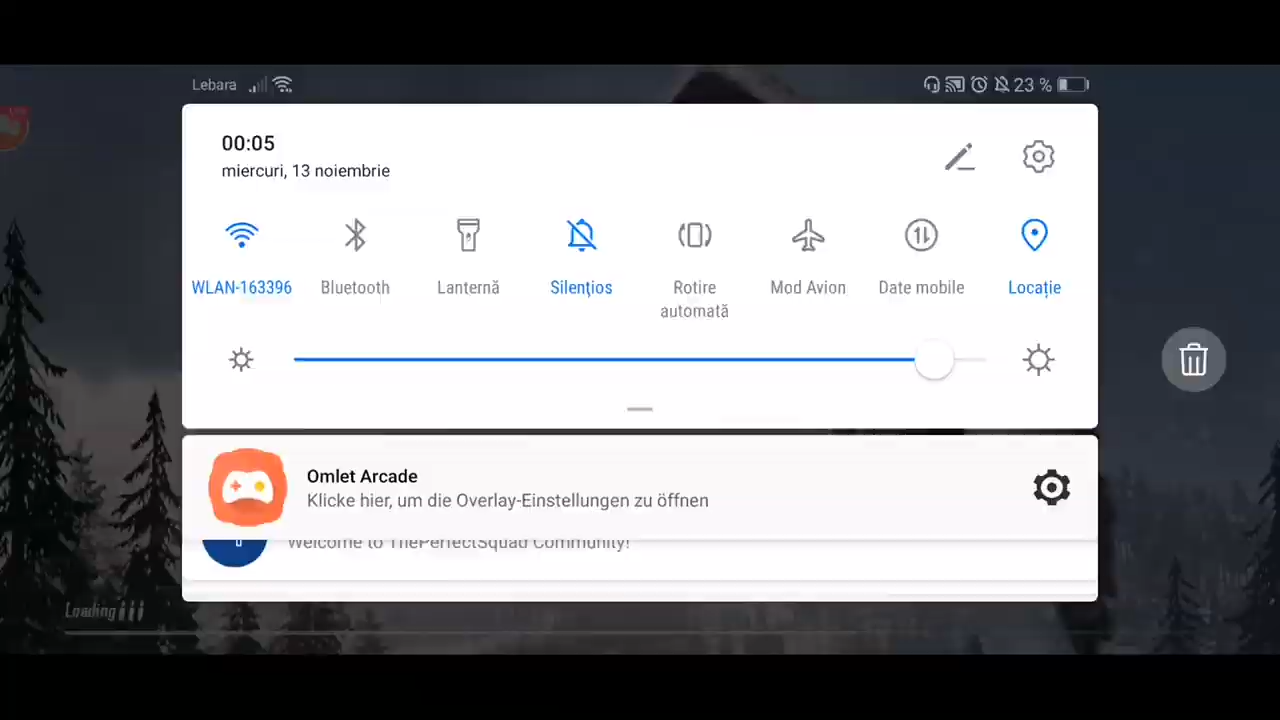 Lebara
23 %
00:05
miercuri, 13 noiembrie
WLAN-163396
Bluetooth
Lanternă
Silențios
Rotire
automată
Mod Avion
Date mobile
Locație
Omlet Arcade
Klicke hier, um die Overlay-Einstellungen zu öffnen
Welcome to ThePerfectSquad Community!
Loading